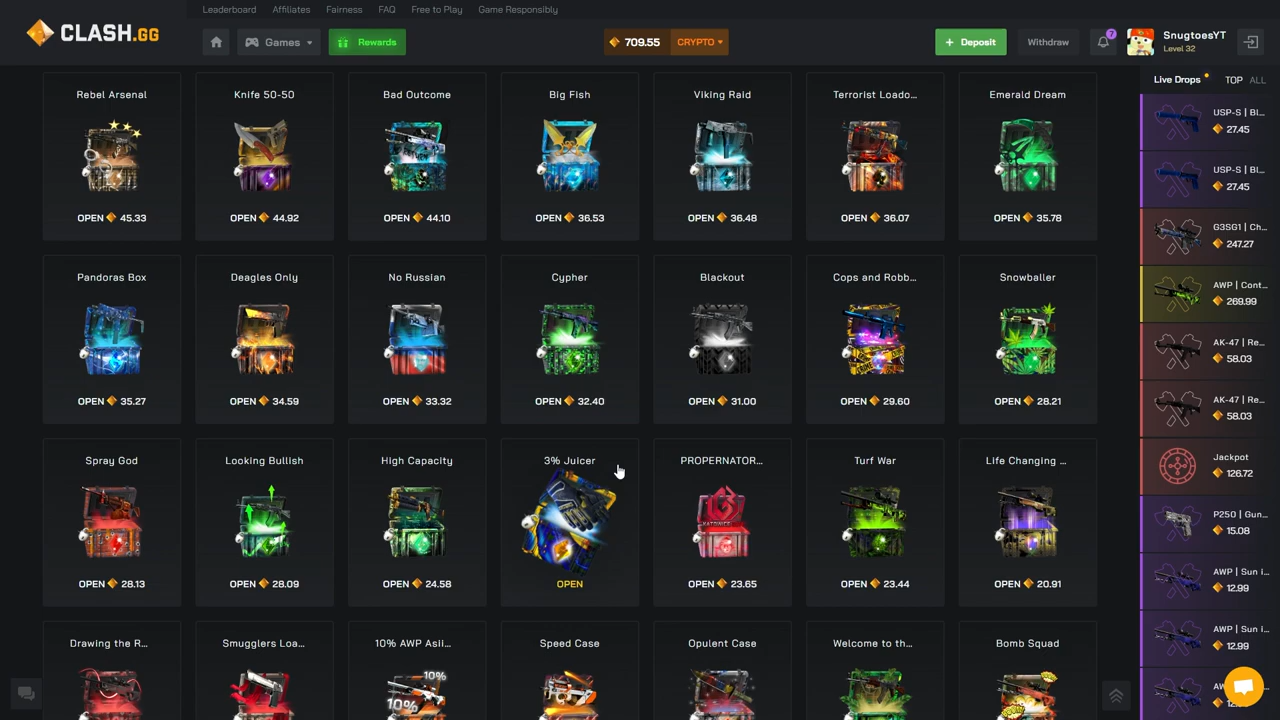 Leaderboard Affiliates Fairness FAQ Free to Play Game Responsibly
CLASH.GG Games Rewards 709.55 CRYPTO + Deposit Withdraw 7 SnugtoesYT
Level 32
Rebel Arsenal Knife 50-50 Bad Outcome Big Fish Viking Raid Terrorist Loado... Emerald Dream
OPEN 45.33 OPEN 44.92 OPEN 44.10 OPEN 36.53 OPEN 36.48 OPEN 36.07 OPEN 35.78
Pandoras Box Deagles Only No Russian Cypher Blackout Cops and Robb... Snowballer
OPEN 35.27 OPEN 34.59 OPEN 33.32 OPEN 32.40 OPEN 31.00 OPEN 29.60 OPEN 28.21
Spray God Looking Bullish High Capacity 3% Juicer PROPERNATOR... Turf War Life Changing ...
KATOWICE
OPEN 28.13 OPEN 28.09 OPEN 24.58 OPEN OPEN 23.65 OPEN 23.44 OPEN 20.91
Drawing the R... Smugglers Loa... 10% AWP Asii... Speed Case Opulent Case Welcome to th... Bomb Squad
10%
10%
Live Drops TOP ALL
USP-S | Bl...
27.45
USP-S | Bl...
27.45
G3SG1 | Ch...
247.27
AWP | Cont...
269.99
AK-47 | Re...
58.03
AK-47 | Re...
58.03
Jackpot
126.72
P250 | Gun...
15.08
AWP | Sun i...
12.99
AWP | Sun i...
12.99